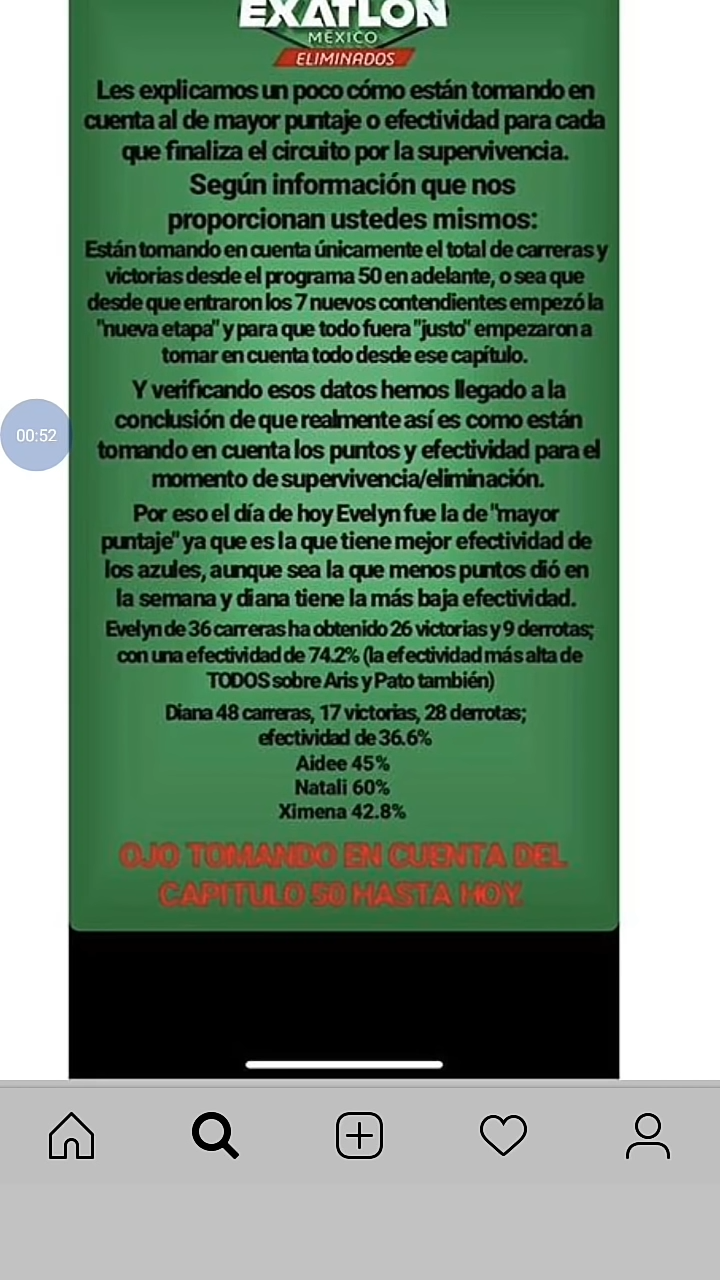 EXATLON
MÉXICO
ELIMINADOS
Les explicamos un poco cómo están tomando en
cuenta al de mayor puntaje o efectividad para cada
que finaliza el circuito por la supervivencia.
Según información que nos
proporcionan ustedes mismos:
Están tomando en cuenta únicamente el total de carreras y
victorias desde el programa 50 en adelante, o sea que
desde que entraron los 7 nuevos contendientes empezó la
"nueva etapa" y para que todo fuera "justo" empezaron a
tomar en cuenta todo desde ese capítulo.
Y verificando esos datos hemos llegado a la
conclusión de que realmente así es como están
tomando en cuenta los puntos y efectividad para el
momento de supervivencia/eliminación.
Por eso el día de hoy Evelyn fue la de "mayor
puntaje" ya que es la que tiene mejor efectividad de
los azules, aunque sea la que menos puntos dió en
la semana y diana tiene la más baja efectividad.
Evelyn de 36 carreras ha obtenido 26 victorias y 9 derrotas;
con una efectividad de 74.2% (la efectividad más alta de
TODOS sobre Aris y Pato también)
Diana 48 carreras, 17 victorias, 28 derrotas;
efectividad de 36.6%
Aidee 45%
Natali 60%
Ximena 42.8%
OJO TOMANDO EN CUENTA DEL
CAPITULO 50 HASTA HOY.
00:52